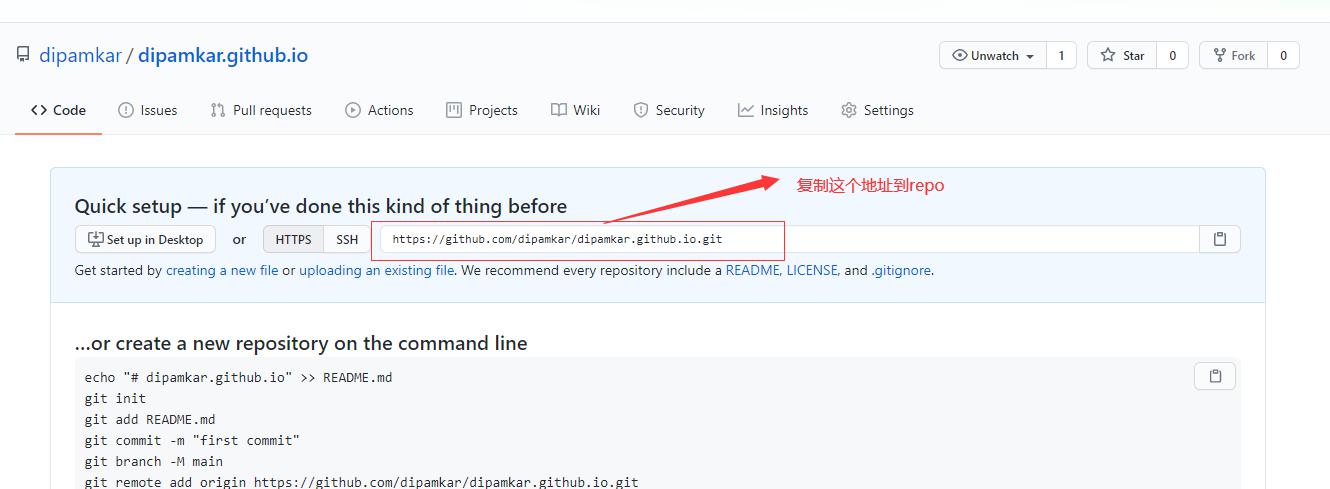 dipamkar / dipamkar.github.io
Unwatch 1 Star 0 Fork 0
Code Issues Pull requests Actions Projects Wiki Security Insights Settings
复制这个地址到repo
Quick setup — if you’ve done this kind of thing before
Set up in Desktop or HTTPS SSH https://github.com/dipamkar/dipamkar.github.io.git
Get started by creating a new file or uploading an existing file. We recommend every repository include a README, LICENSE, and .gitignore.
…or create a new repository on the command line
echo "# dipamkar.github.io" >> README.md
git init
git add README.md
git commit -m "first commit"
git branch -M main
git remote add origin https://github.com/dipamkar/dipamkar.github.io.git